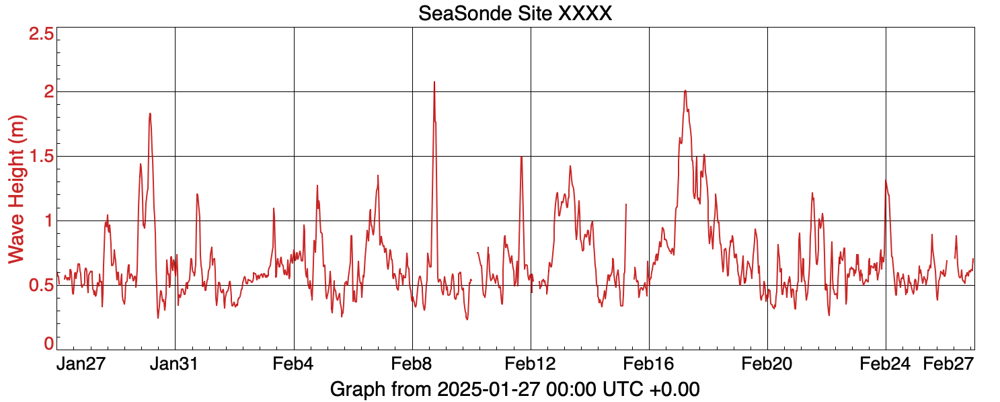 SeaSonde Site XXXX
2.5
2
1.5
1
0.5
0
Wave Height (m)
Jan27 Jan31 Feb4 Feb8 Feb12 Feb16 Feb20 Feb24 Feb27
Graph from 2025-01-27 00:00 UTC +0.00